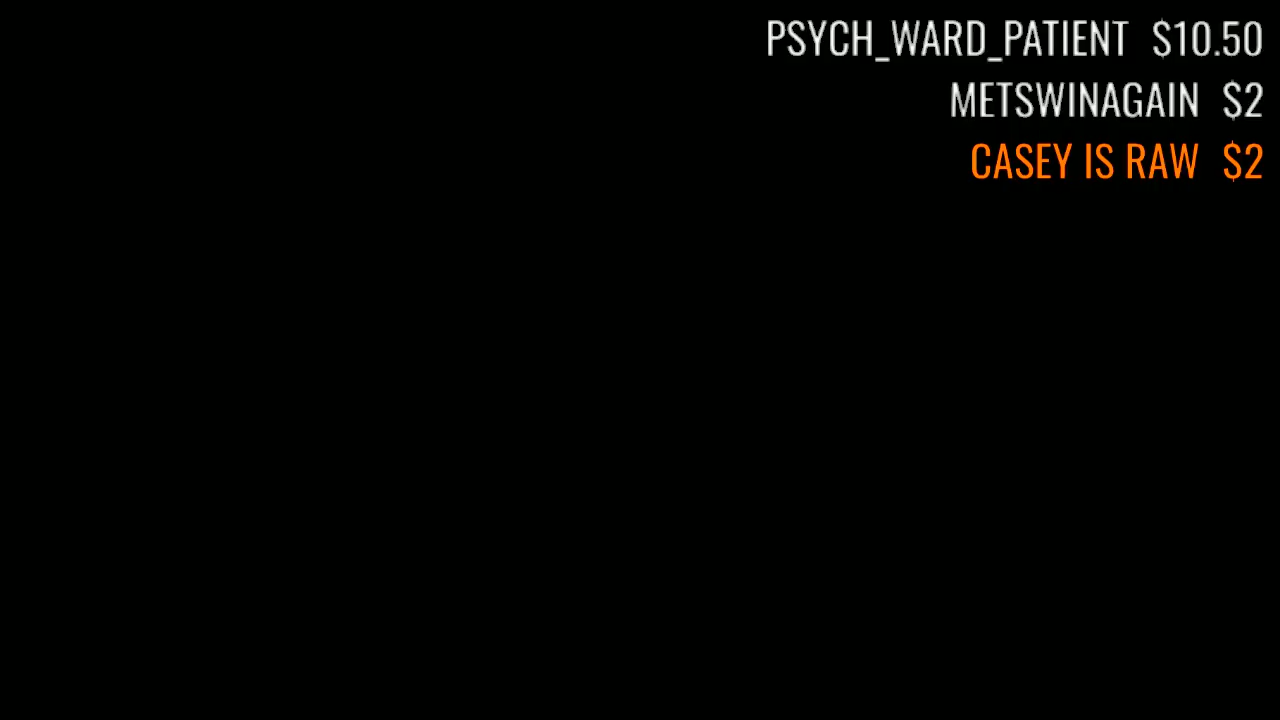 PSYCH_WARD_PATIENT $10.50
METSWINAGAIN $2
CASEY IS RAW $2